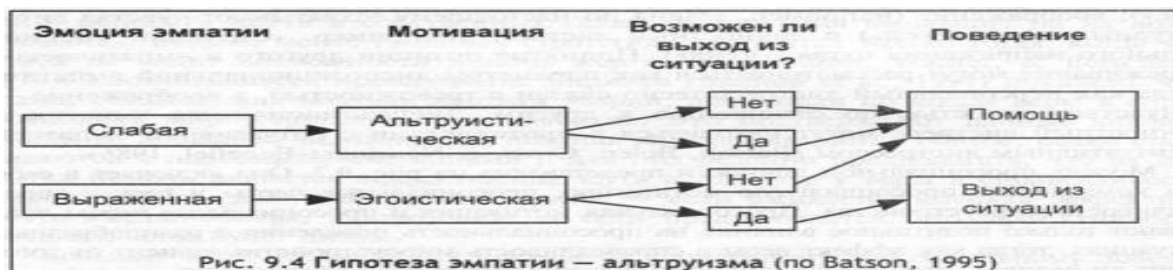 Эмоция эмпатии
Мотивация
Возможен ли
выход из
ситуации?
Поведение
Слабая
Альтруисти-
ческая
Нет
Да
Помощь
Выраженная
Эгоистическая
Нет
Да
Выход из
ситуации
Рис. 9.4 Гипотеза эмпатии — альтруизма (по Batson, 1995)